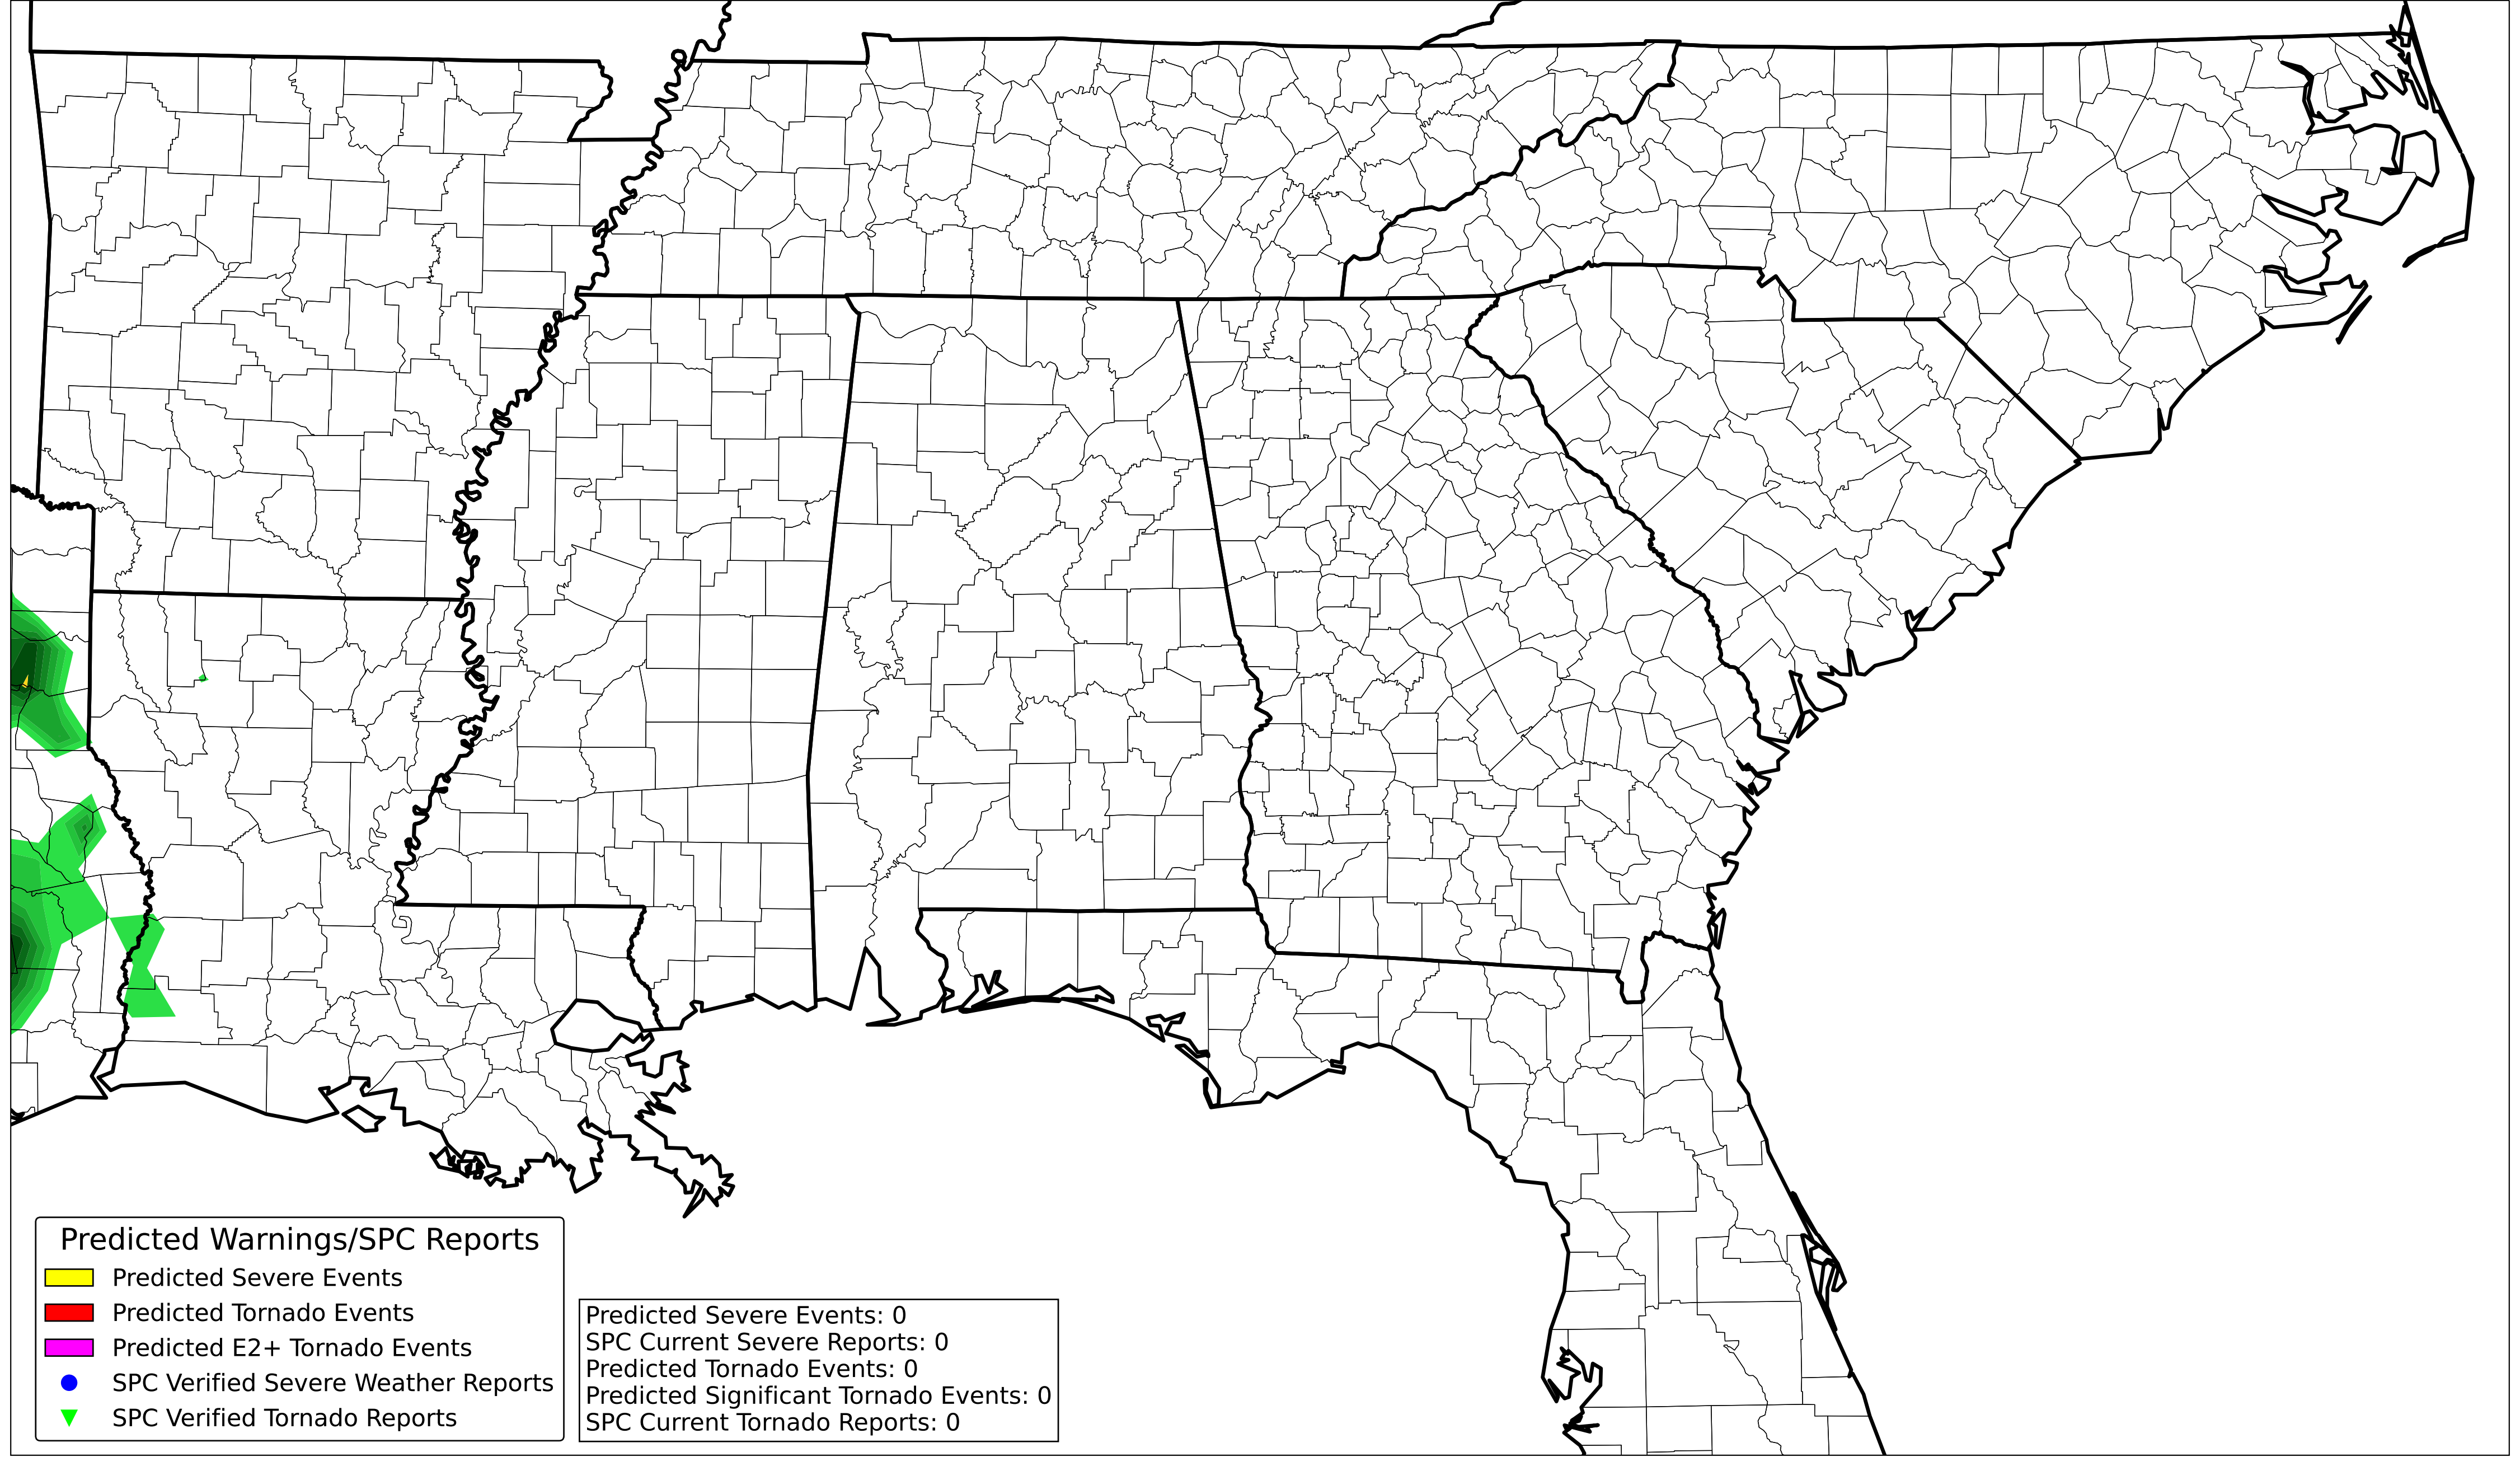 Predicted Warnings/SPC Reports
Predicted Severe Events
Predicted Tornado Events
Predicted E2+ Tornado Events
SPC Verified Severe Weather Reports
SPC Verified Tornado Reports
Predicted Severe Events: 0
SPC Current Severe Reports: 0
Predicted Tornado Events: 0
Predicted Significant Tornado Events: 0
SPC Current Tornado Reports: 0